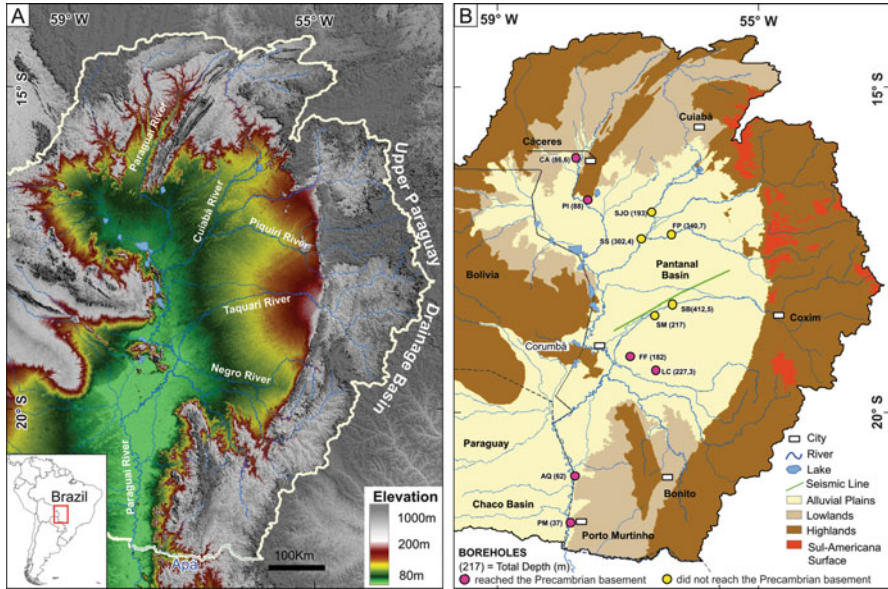 A
59° W
55° W
15° S
Paraguai River
Cuiabá River
Piquiri River
Taquari River
Negro River
Upper Paraguay
Drainage Basin
20° S
Paraguai River
Brazil
Apa
100Km
Elevation
1000m
200m
80m
B
59° W
55° W
15° S
Cuiabá
Cáceres
CA (86,6)
PI (88)
SJO (193)
FP (340,7)
SS (302,4)
Pantanal
Basin
Bolivia
SB(412,5)
SM (217)
Coxim
Corumbá
FF (182)
LC (227,3)
20° S
Paraguay
AQ (62)
Chaco Basin
Bonito
PM (37)
Porto Murtinho
City
River
Lake
Seismic Line
Alluvial Plains
Lowlands
Highlands
Sul-Americana
Surface
BOREHOLES
(217) = Total Depth (m)
reached the Precambrian basement
did not reach the Precambrian basement